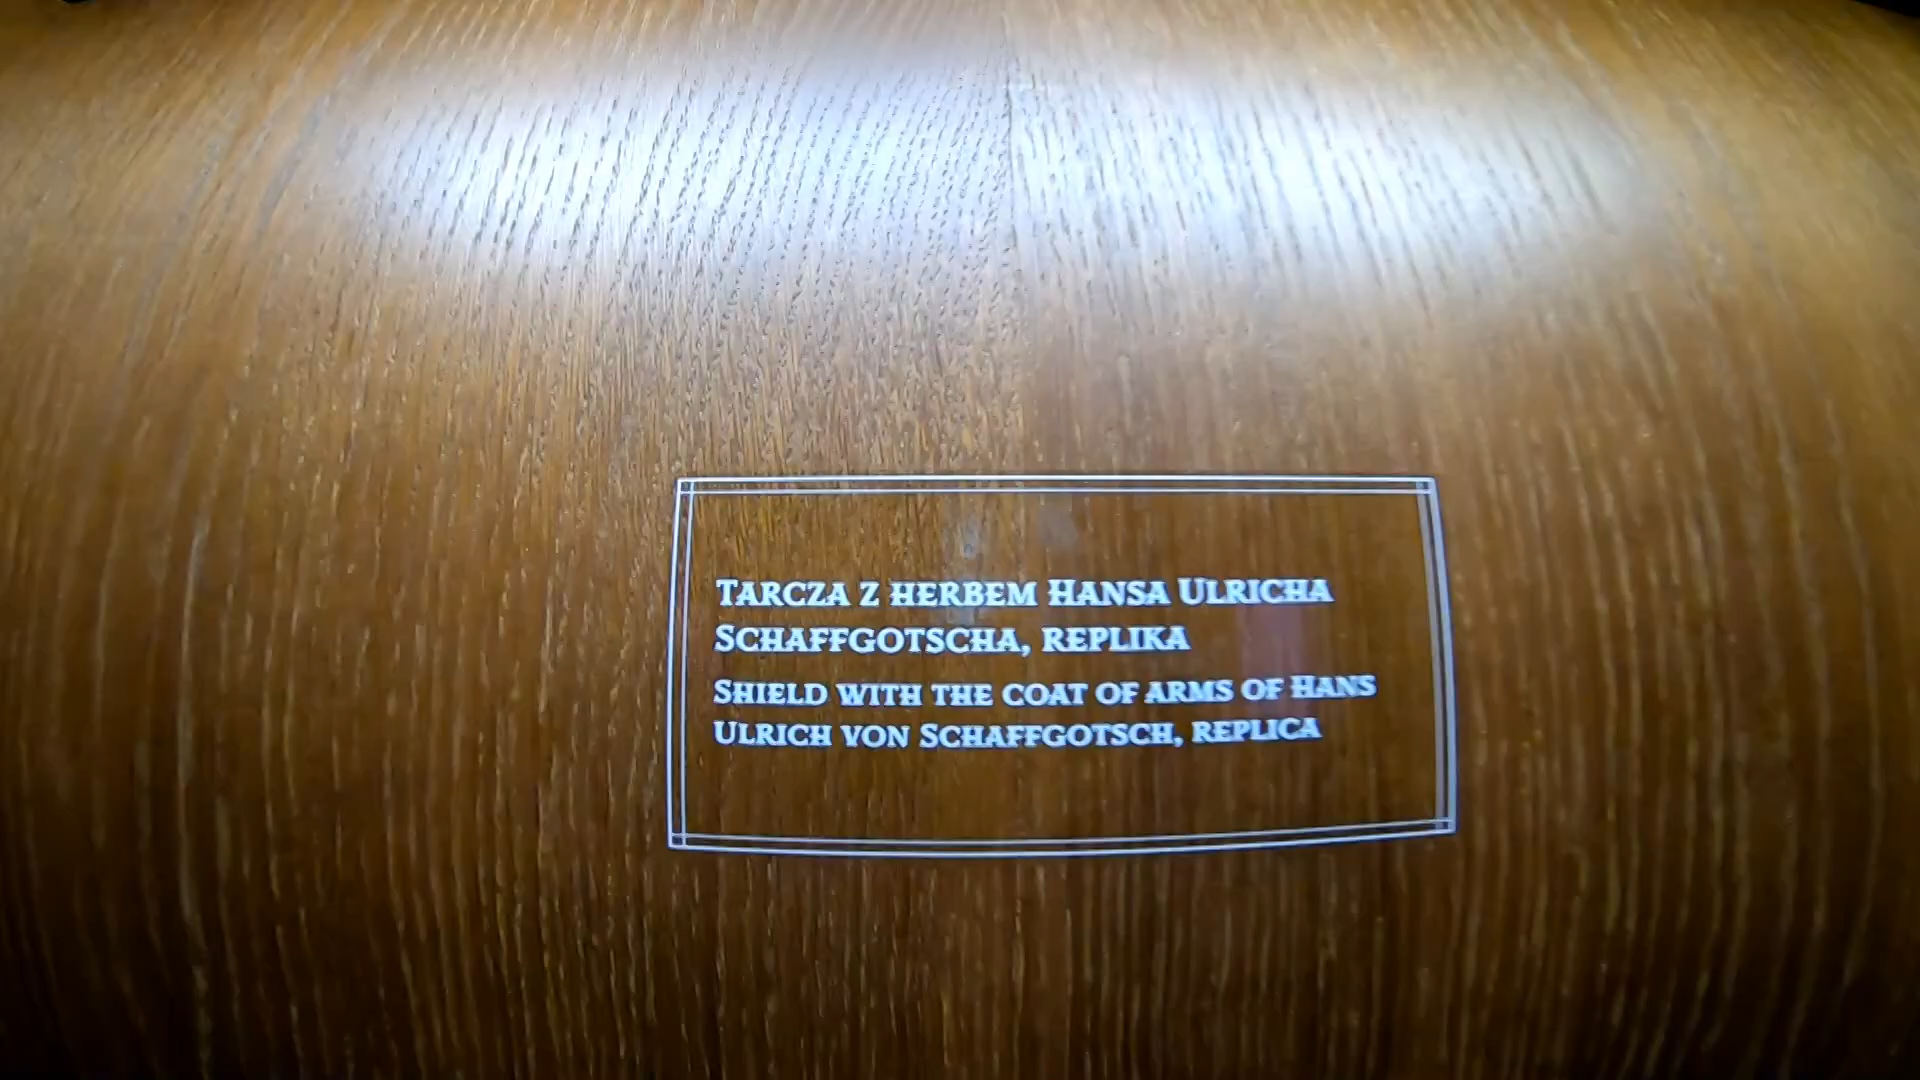 Tarcza z herbem Hansa Ulricha
Schaffgotscha, replika
Shield with the coat of arms of Hans
Ulrich von Schaffgotsch, replica